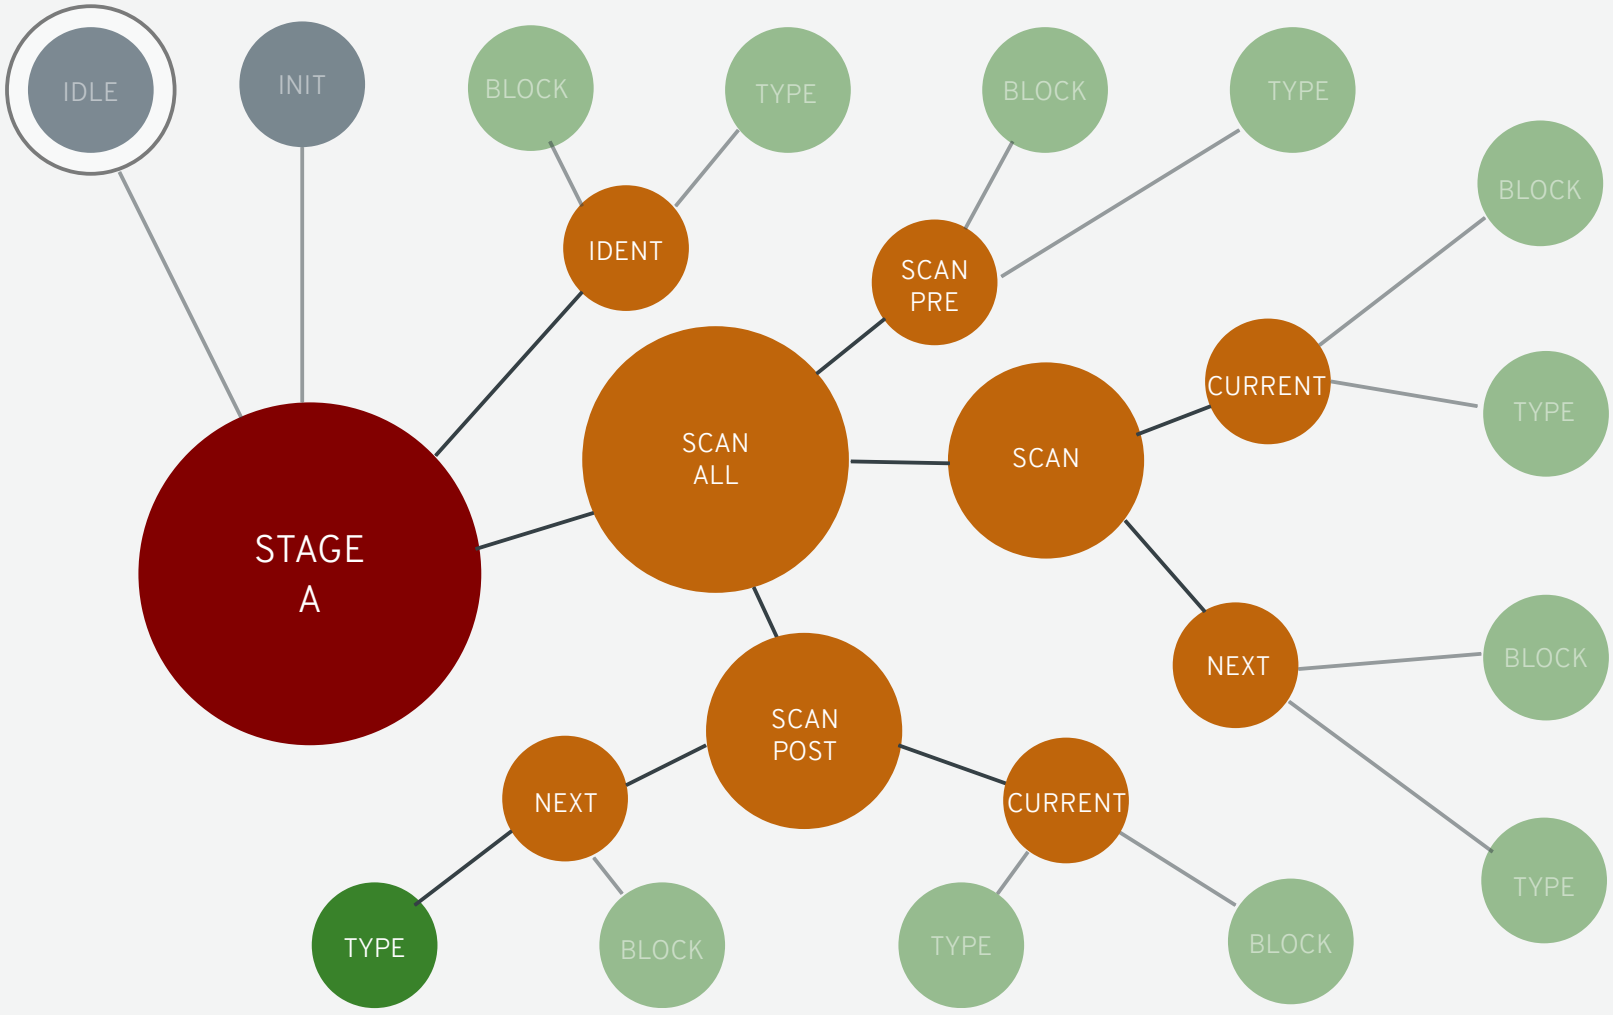 IDLE
INIT
BLOCK
TYPE
BLOCK
TYPE
BLOCK
IDENT
SCAN
PRE
CURRENT
TYPE
SCAN
ALL
SCAN
STAGE
A
BLOCK
NEXT
SCAN
POST
NEXT
CURRENT
TYPE
TYPE
BLOCK
TYPE
BLOCK